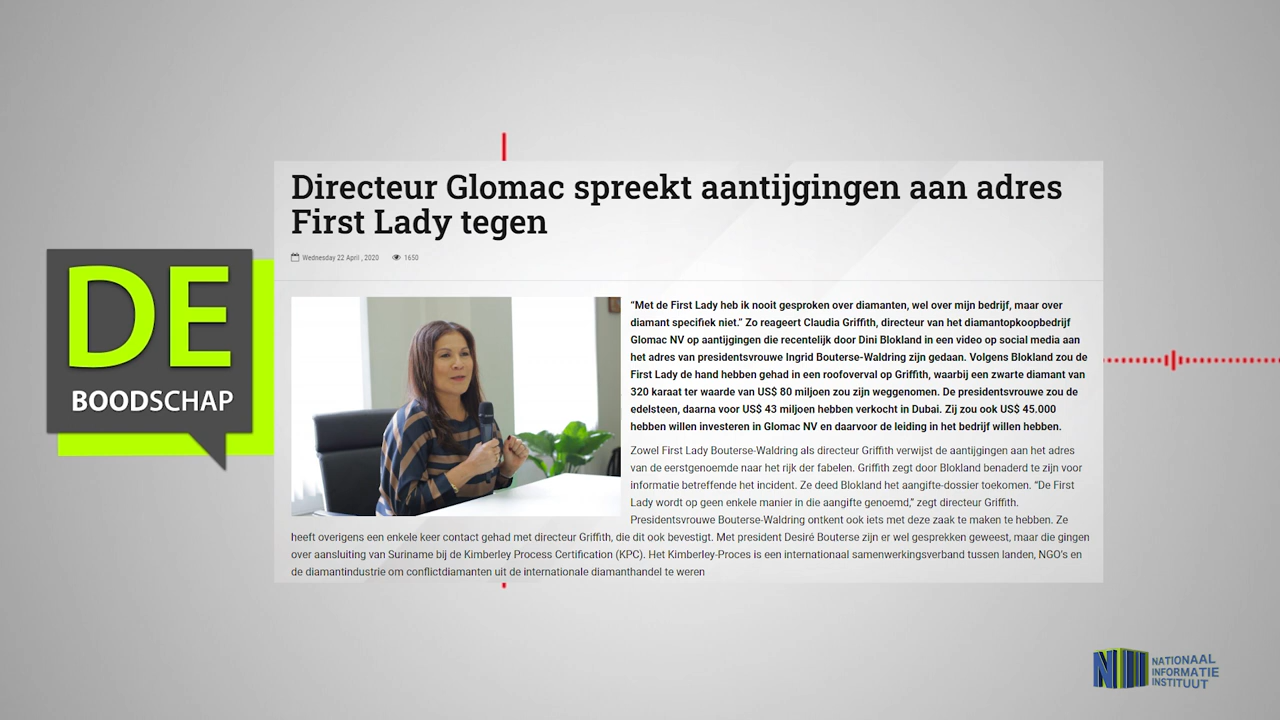 Directeur Glomac spreekt aantijgingen aan adres
First Lady tegen
Wednesday 22 April , 2020 1650
DE
BOODSCHAP
“Met de First Lady heb ik nooit gesproken over diamanten, wel over mijn bedrijf, maar over
diamant specifiek niet.” Zo reageert Claudia Griffith, directeur van het diamantopkoopbedrijf
Glomac NV op aantijgingen die recentelijk door Dini Blokland in een video op social media aan
het adres van presidentsvrouwe Ingrid Bouterse-Waldring zijn gedaan. Volgens Blokland zou de
First Lady de hand hebben gehad in een roofoverval op Griffith, waarbij een zwarte diamant van
320 karaat ter waarde van US$ 80 miljoen zou zijn weggenomen. De presidentsvrouwe zou de
edelsteen, daarna voor US$ 43 miljoen hebben verkocht in Dubai. Zij zou ook US$ 45.000
hebben willen investeren in Glomac NV en daarvoor de leiding in het bedrijf willen hebben.
Zowel First Lady Bouterse-Waldring als directeur Griffith verwijst de aantijgingen aan het adres
van de eerstgenoemde naar het rijk der fabelen. Griffith zegt door Blokland benaderd te zijn voor
informatie betreffende het incident. Ze deed Blokland het aangifte-dossier toekomen. “De First
Lady wordt op geen enkele manier in die aangifte genoemd,” zegt directeur Griffith.
Presidentsvrouwe Bouterse-Waldring ontkent ook iets met deze zaak te maken te hebben. Ze
heeft overigens een enkele keer contact gehad met directeur Griffith, die dit ook bevestigt. Met president Desiré Bouterse zijn er wel gesprekken geweest, maar die gingen
over aansluiting van Suriname bij de Kimberley Process Certification (KPC). Het Kimberley-Proces is een internationaal samenwerkingsverband tussen landen, NGO’s en
de diamantindustrie om conflictdiamanten uit de internationale diamanthandel te weren
NII
NATIONAAL
INFORMATIE
INSTITUUT